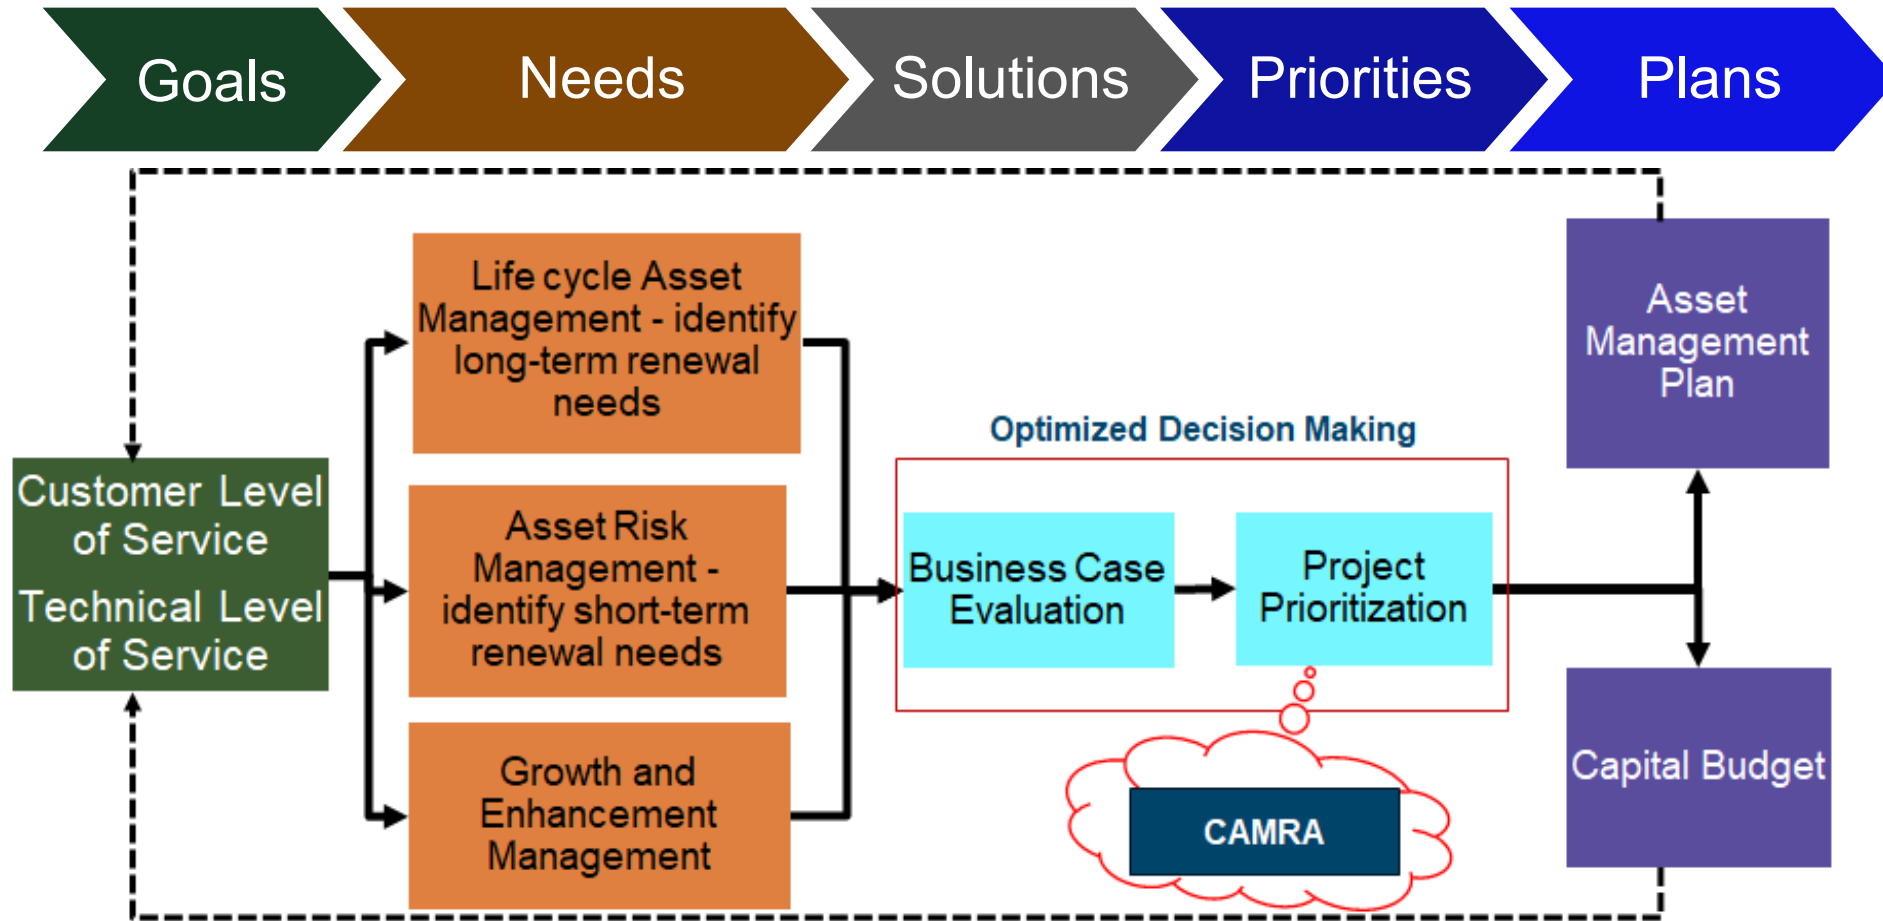 Goals
Needs
Solutions
Priorities
Plans
Life cycle Asset
Management - identify
long-term renewal
needs
Asset
Management
Plan
Optimized Decision Making
Customer Level
of Service
Technical Level
of Service
Asset Risk
Management -
identify short-term
renewal needs
Business Case
Evaluation
Project
Prioritization
Growth and
Enhancement
Management
Capital Budget
CAMRA